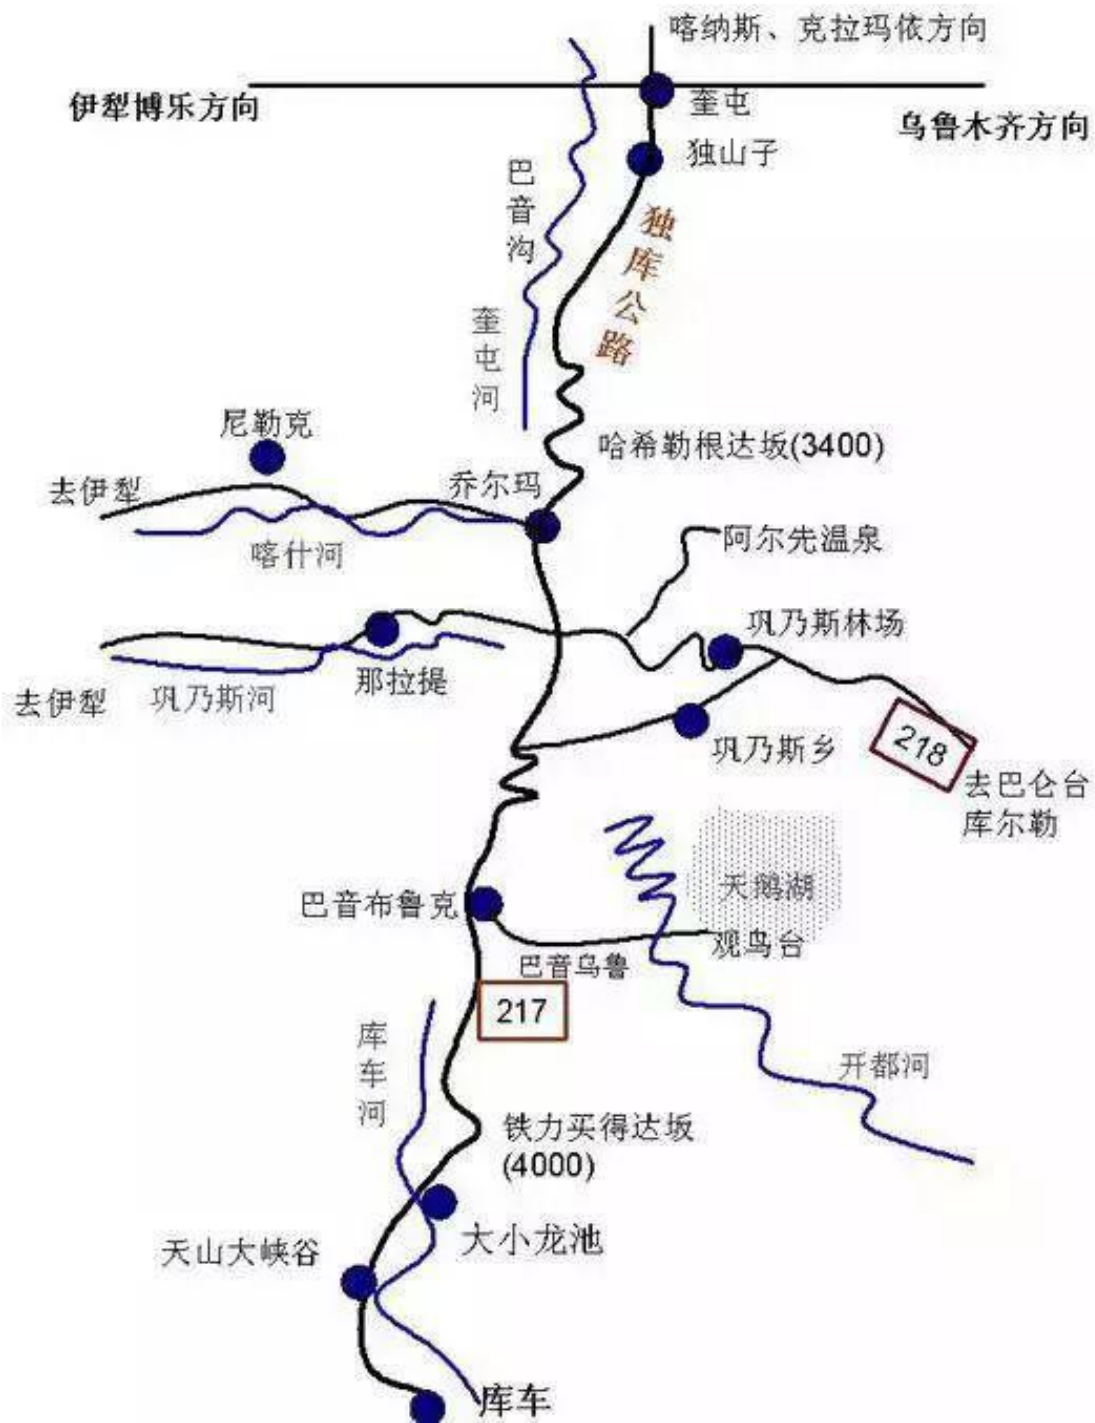 喀纳斯、克拉玛依方向
伊犁博乐方向
奎屯
乌鲁木齐方向
独山子
巴音沟
独库公路
奎屯河
尼勒克
哈希勒根达坂(3400)
去伊犁
乔尔玛
喀什河
阿尔先温泉
巩乃斯林场
那拉提
去伊犁
巩乃斯河
巩乃斯乡
218
去巴仑台
库尔勒
天鹅湖
巴音布鲁克
观鸟台
巴音乌鲁
217
库车河
开都河
铁力买得达坂
(4000)
大小龙池
天山大峡谷
库车